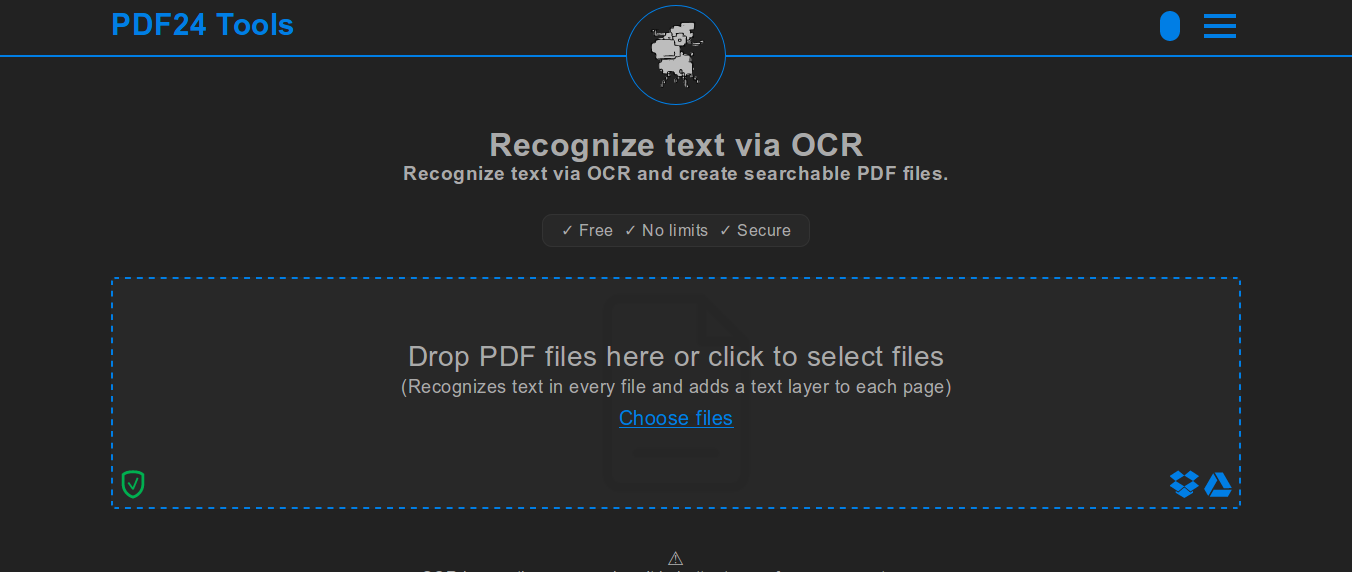 PDF24 Tools
Recognize text via OCR
Recognize text via OCR and create searchable PDF files.
✓ Free ✓ No limits ✓ Secure
Drop PDF files here or click to select files
(Recognizes text in every file and adds a text layer to each page)
Choose files
⚠